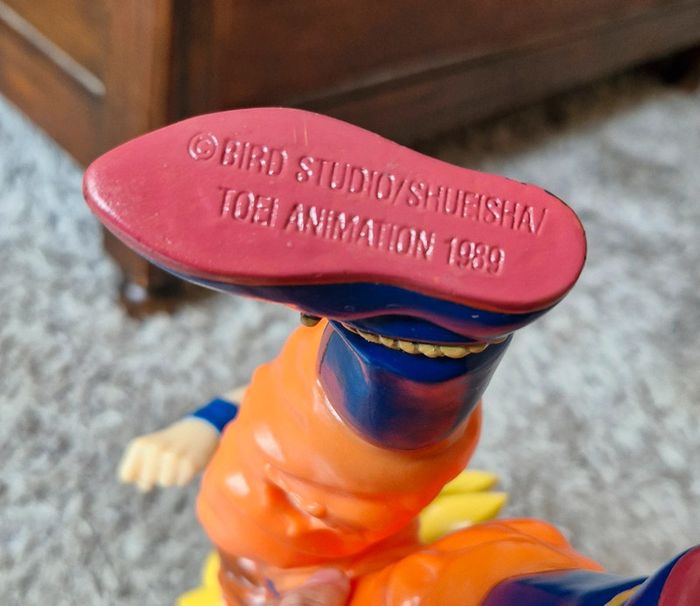 ©BIRD STUDIO/SHUEISHA/
TOEI ANIMATION 1989